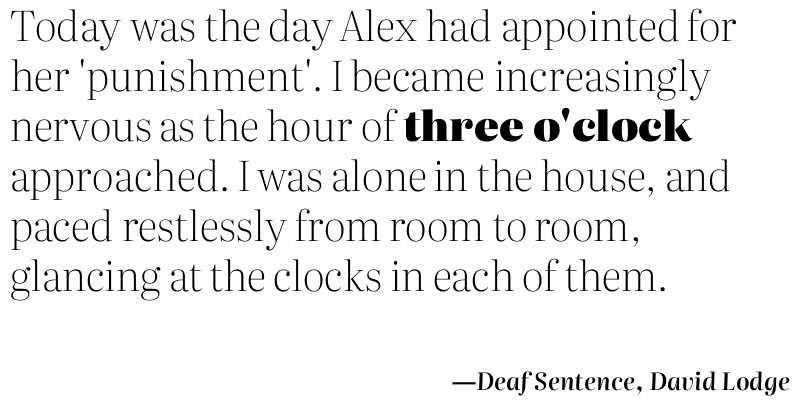 Today was the day Alex had appointed for
her 'punishment'. I became increasingly
nervous as the hour of three o'clock
approached. I was alone in the house, and
paced restlessly from room to room,
glancing at the clocks in each of them.
—Deaf Sentence, David Lodge